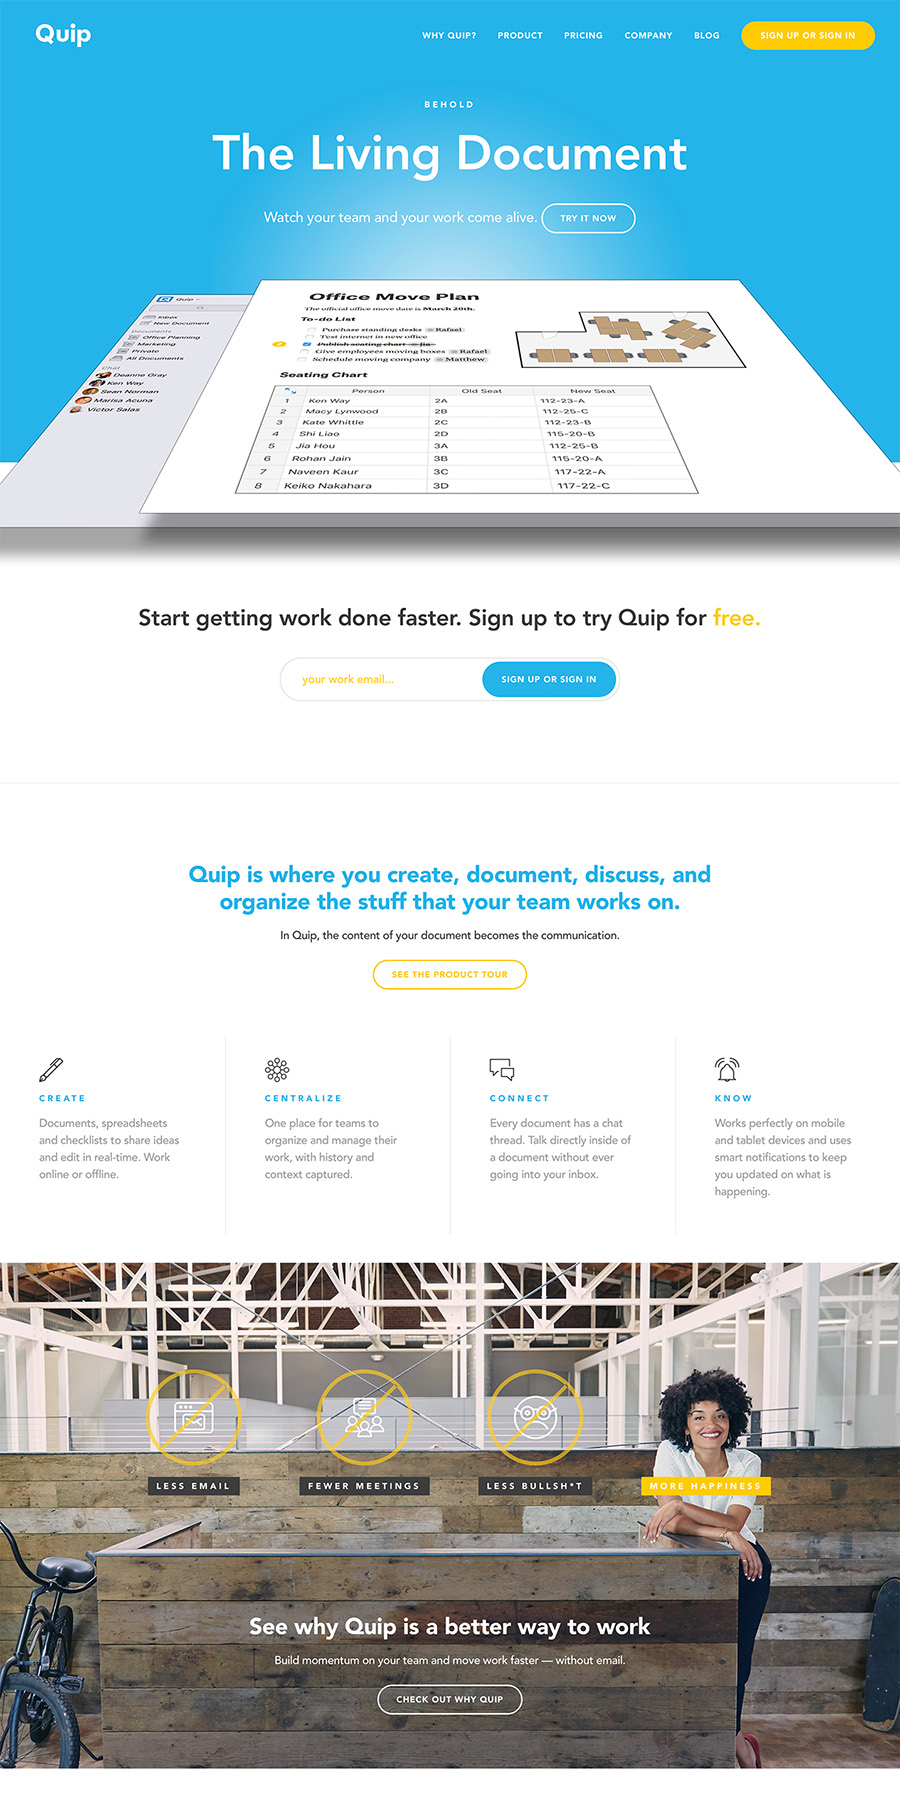 Quip
WHY QUIP? PRODUCT PRICING COMPANY BLOG SIGN UP OR SIGN IN
BEHOLD
The Living Document
Watch your team and your work come alive. TRY IT NOW
Quip
Inbox
New Document
Documents
Office Planning
Marketing
Private
All Documents
Chat
Deanne Gray
Ken Way
Sean Norman
Marisa Acuna
Victor Salas
Office Move Plan
The official office move date is March 20th.
To-do List
Purchase standing desks @Rafael
Test internet in new office
Publish seating chart — Jia
Give employees moving boxes @Rafael
Schedule moving company @Matthew
Seating Chart
Person Old Seat New Seat
1 Ken Way 2A 112-23-A
2 Macy Lynwood 2B 112-25-C
3 Kate Whittle 2C 112-23-B
4 Shi Liao 2D 115-20-B
5 Jia Hou 3A 112-25-B
6 Rohan Jain 3B 115-20-A
7 Naveen Kaur 3C 117-22-A
8 Keiko Nakahara 3D 117-22-C
Start getting work done faster. Sign up to try Quip for free.
your work email... SIGN UP OR SIGN IN
Quip is where you create, document, discuss, and
organize the stuff that your team works on.
In Quip, the content of your document becomes the communication.
SEE THE PRODUCT TOUR
CREATE
Documents, spreadsheets
and checklists to share ideas
and edit in real-time. Work
online or offline.
CENTRALIZE
One place for teams to
organize and manage their
work, with history and
context captured.
CONNECT
Every document has a chat
thread. Talk directly inside of
a document without ever
going into your inbox.
KNOW
Works perfectly on mobile
and tablet devices and uses
smart notifications to keep
you updated on what is
happening.
LESS EMAIL
FEWER MEETINGS
LESS BULLSH*T
MORE HAPPINESS
See why Quip is a better way to work
Build momentum on your team and move work faster — without email.
CHECK OUT WHY QUIP